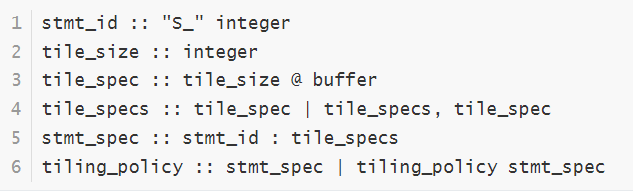 1 stmt_id :: "S_" integer
2 tile_size :: integer
3 tile_spec :: tile_size @ buffer
4 tile_specs :: tile_spec | tile_specs, tile_spec
5 stmt_spec :: stmt_id : tile_specs
6 tiling_policy :: stmt_spec | tiling_policy stmt_spec